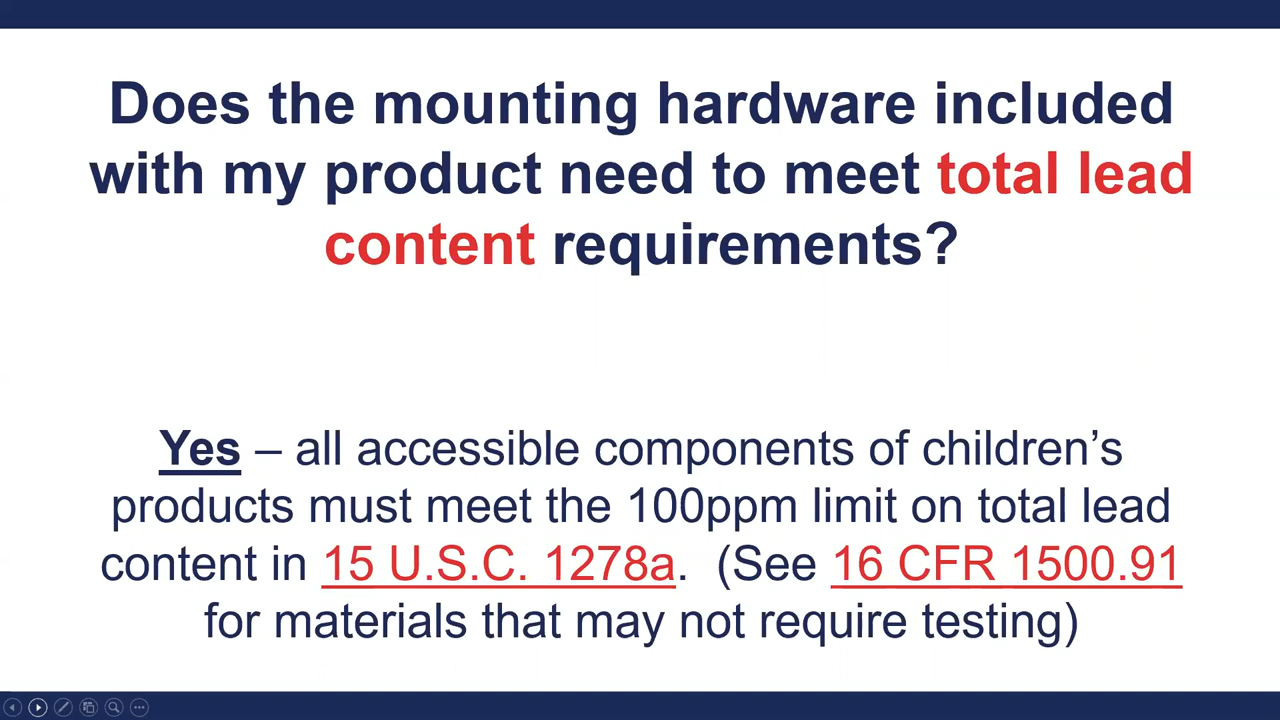 Does the mounting hardware included
with my product need to meet total lead
content requirements?
Yes – all accessible components of children’s
products must meet the 100ppm limit on total lead
content in 15 U.S.C. 1278a.  (See 16 CFR 1500.91
for materials that may not require testing)